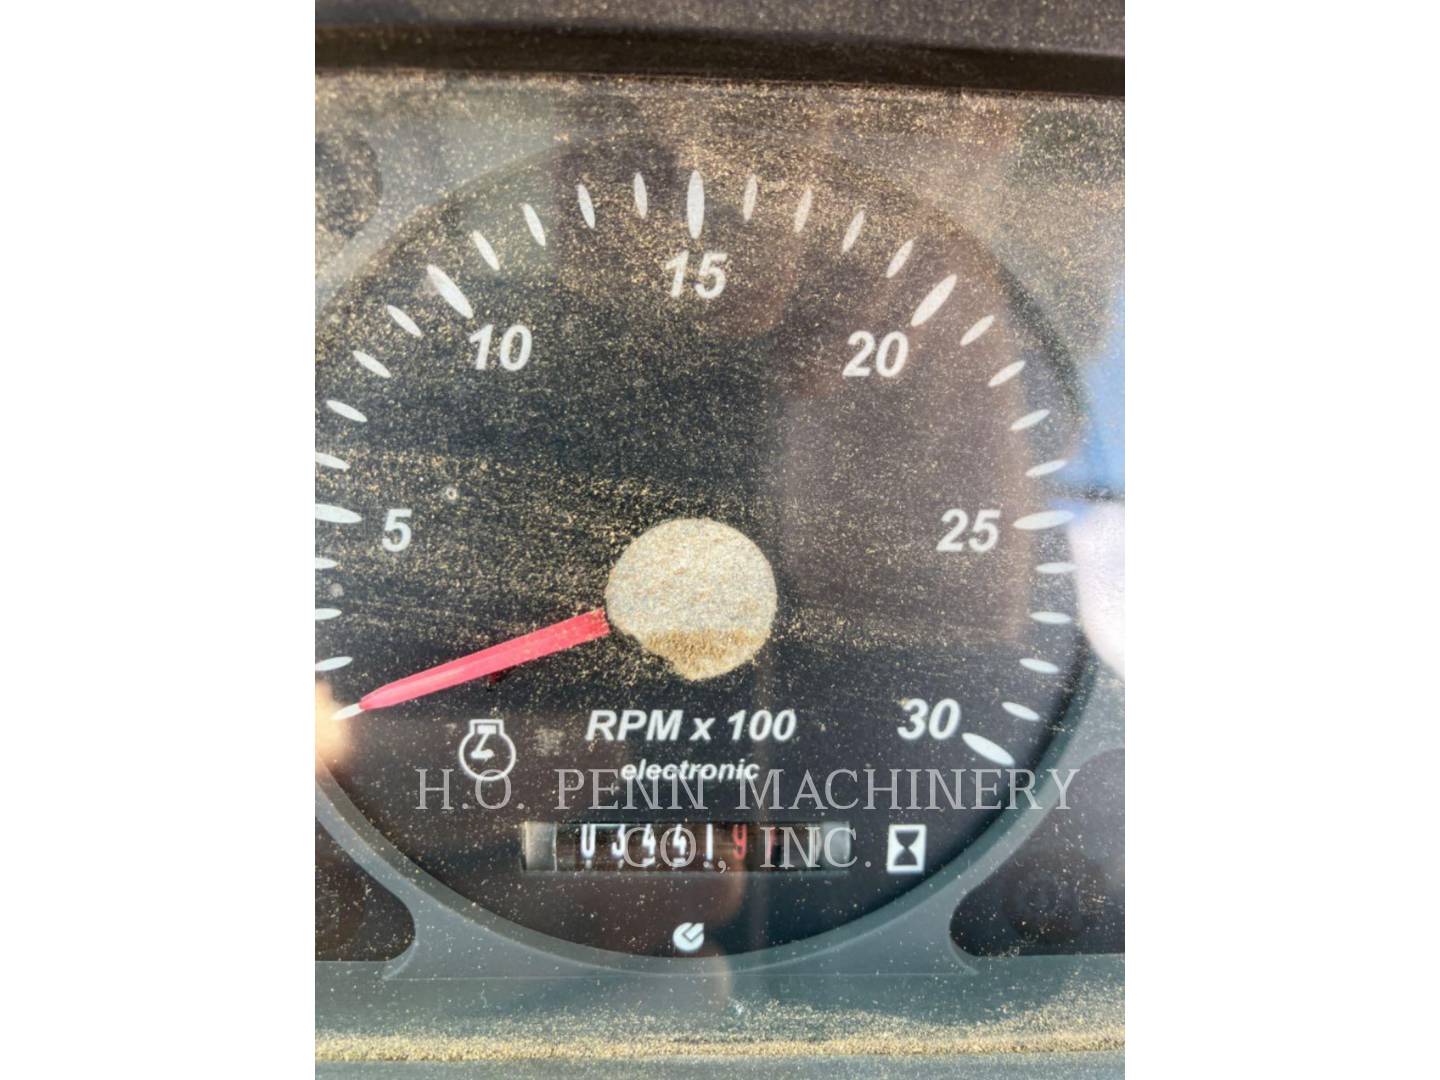 15
10
20
5
25
30
RPM x 100
electronic
H.O. PENN MACHINERY
CO., INC.